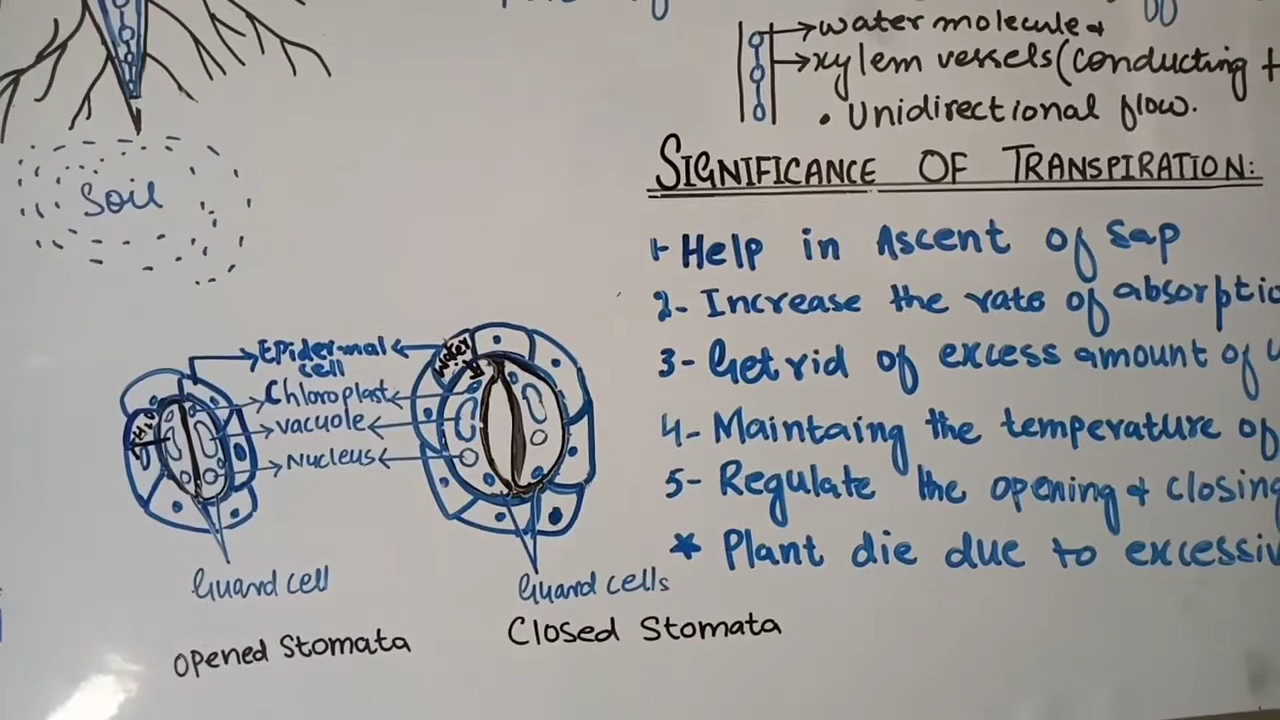 water molecule
xylem vessels (conducting
• Unidirectional flow.
Soil
SIGNIFICANCE OF TRANSPIRATION:
1- Help in Ascent of Sap
2- Increase the rate of absorptio
3- Get rid of excess amount of
4- Maintaing the temperature of
5- Regulate the opening & closing
* Plant die due to excessiv
Epidermal
cell
water
Chloroplast
vacuole
Nucleus
Guard cell
Guard cells
Opened Stomata
Closed Stomata